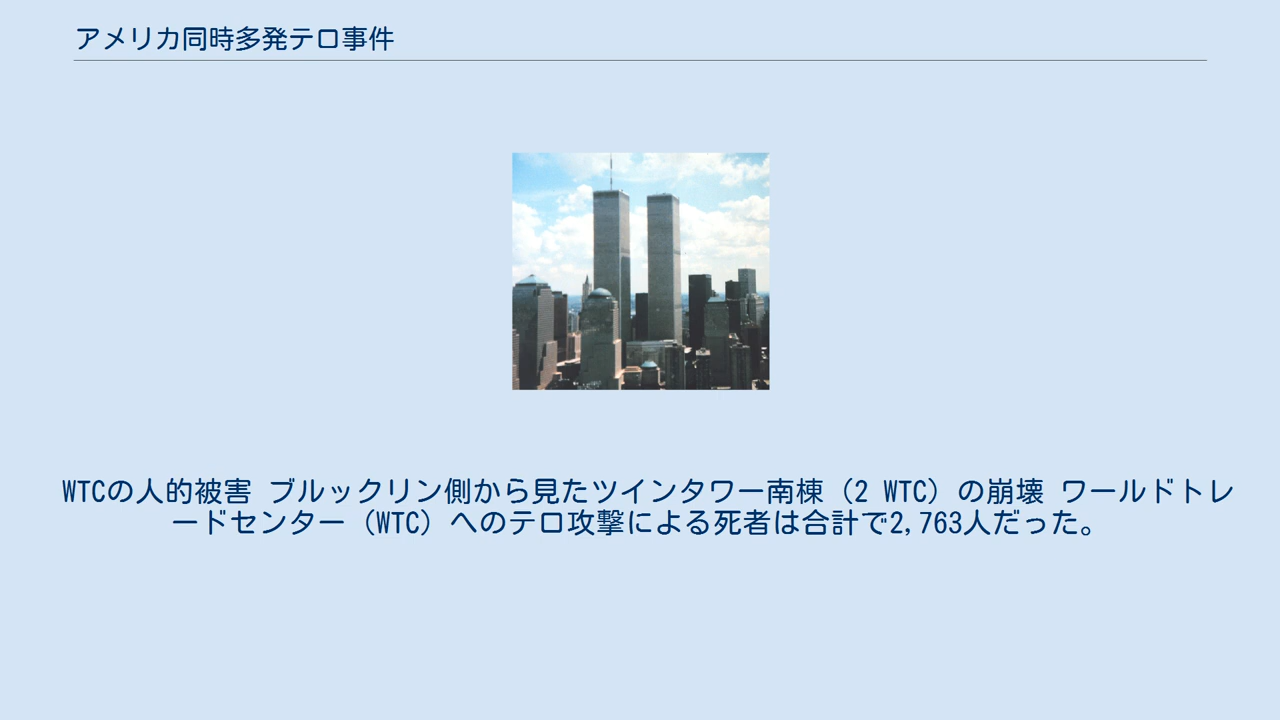 アメリカ同時多発テロ事件
WTCの人的被害 ブルックリン側から見たツインタワー南棟（2 WTC）の崩壊 ワールドトレ
ードセンター（WTC）へのテロ攻撃による死者は合計で2,763人だった。